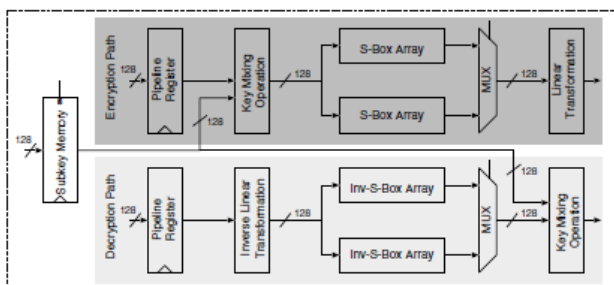 Encryption Path
128
Pipeline
Register
Key Mixing
Operation
128
128
S-Box Array
S-Box Array
MUX
128
Linear
Transformation
128
Subkey Memory
Decryption Path
128
Pipeline
Register
Inverse Linear
Transformation
128
Inv-S-Box Array
Inv-S-Box Array
MUX
128
128
Key Mixing
Operation